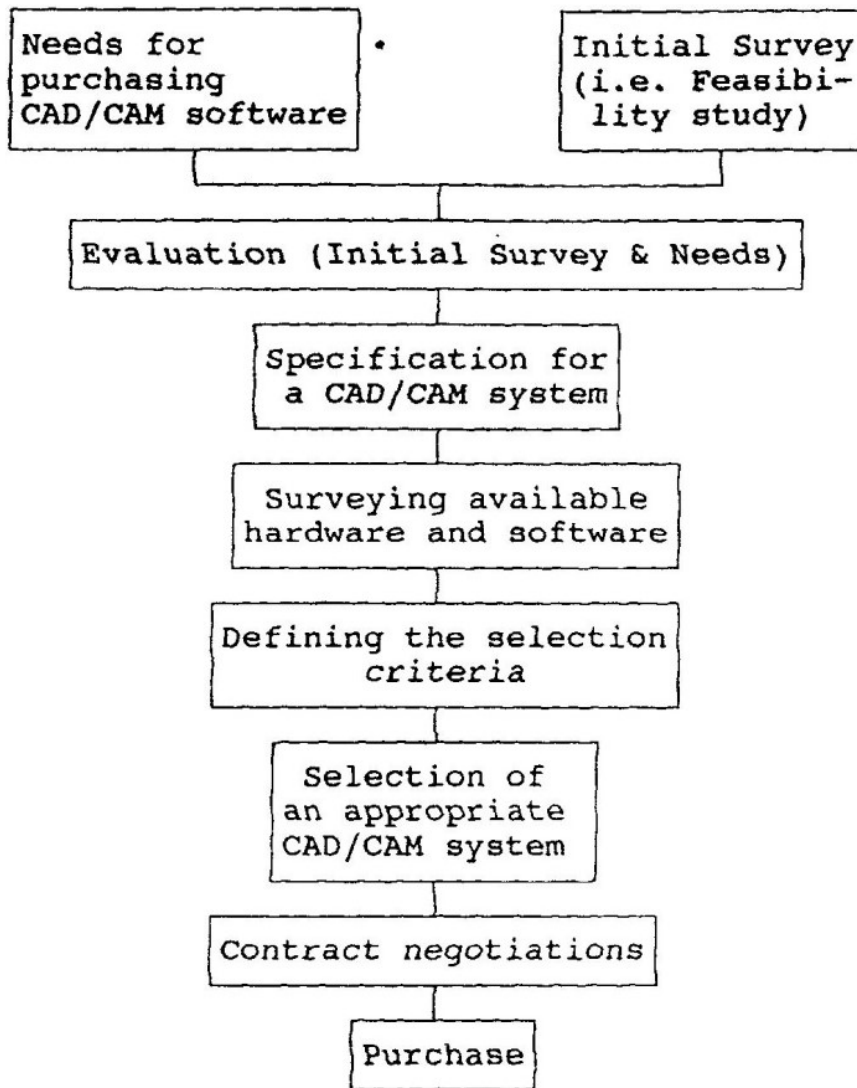 Needs for
purchasing
CAD/CAM software
Initial Survey
(i.e. Feasibi-
lity study)
Evaluation (Initial Survey & Needs)
Specification for
a CAD/CAM system
Surveying available
hardware and software
Defining the selection
criteria
Selection of
an appropriate
CAD/CAM system
Contract negotiations
Purchase